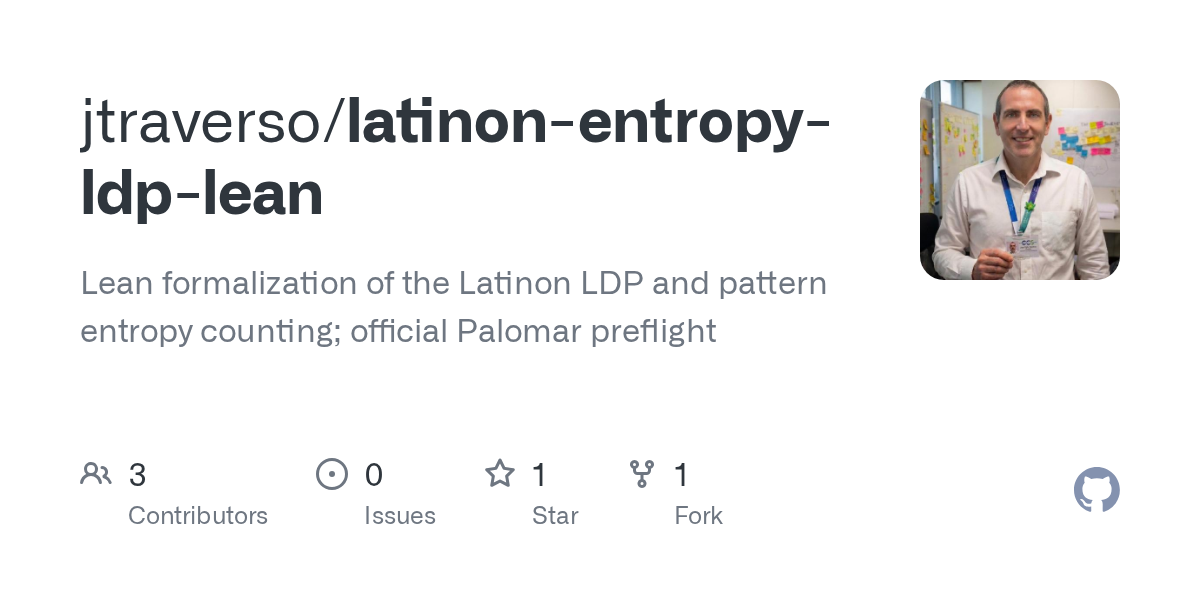 jtraverso/latinon-entropy-
ldp-lean
Lean formalization of the Latinon LDP and pattern
entropy counting; official Palomar preflight
3
Contributors
0
Issues
1
Star
1
Fork